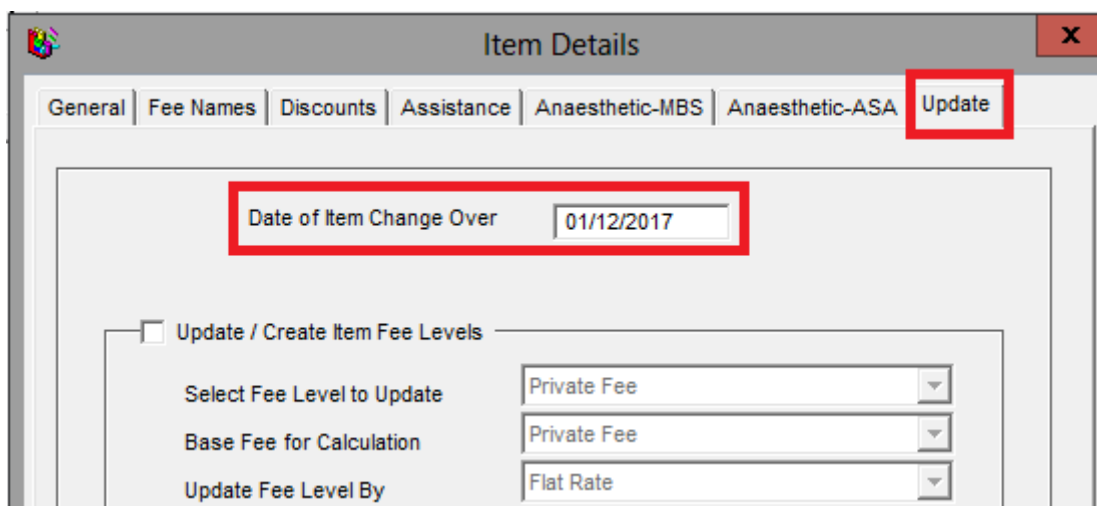 Item Details
x
General Fee Names Discounts Assistance Anaesthetic-MBS Anaesthetic-ASA Update
Date of Item Change Over 01/12/2017
Update / Create Item Fee Levels
Select Fee Level to Update Private Fee
Base Fee for Calculation Private Fee
Update Fee Level By Flat Rate